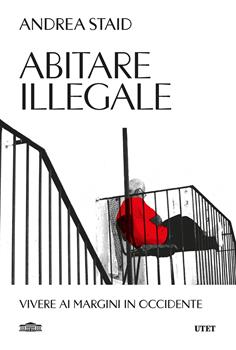 ANDREA STAID
ABITARE
ILLEGALE
VIVERE AI MARGINI IN OCCIDENTE
UTET